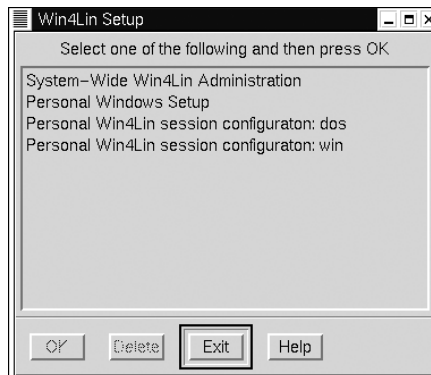 Win4Lin Setup
Select one of the following and then press OK
System-Wide Win4Lin Administration
Personal Windows Setup
Personal Win4Lin session configuraton: dos
Personal Win4Lin session configuraton: win
OK Delete Exit Help